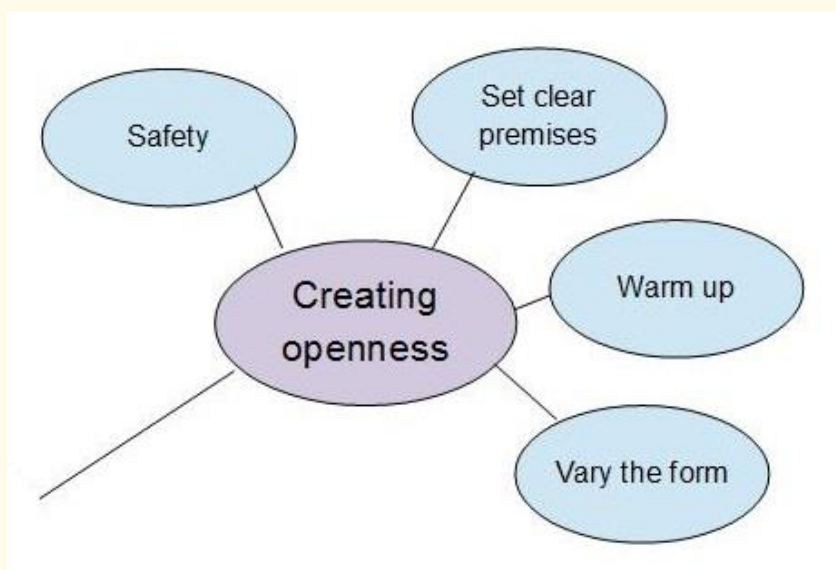 Safety
Set clear
premises
Creating
openness
Warm up
Vary the form